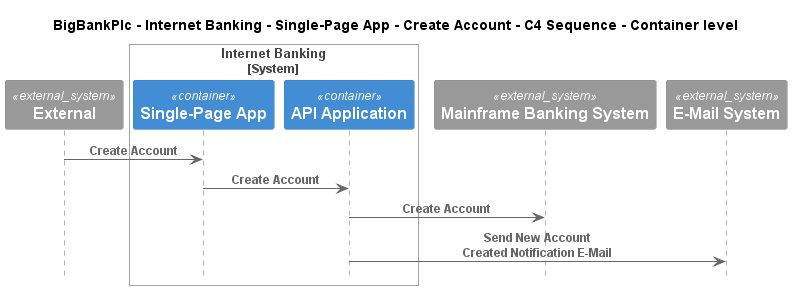 BigBankPlc - Internet Banking - Single-Page App - Create Account - C4 Sequence - Container level
Internet Banking
[System]
«external_system»
External
«container»
Single-Page App
«container»
API Application
«external_system»
Mainframe Banking System
«external_system»
E-Mail System
Create Account
Create Account
Create Account
Send New Account
Created Notification E-Mail